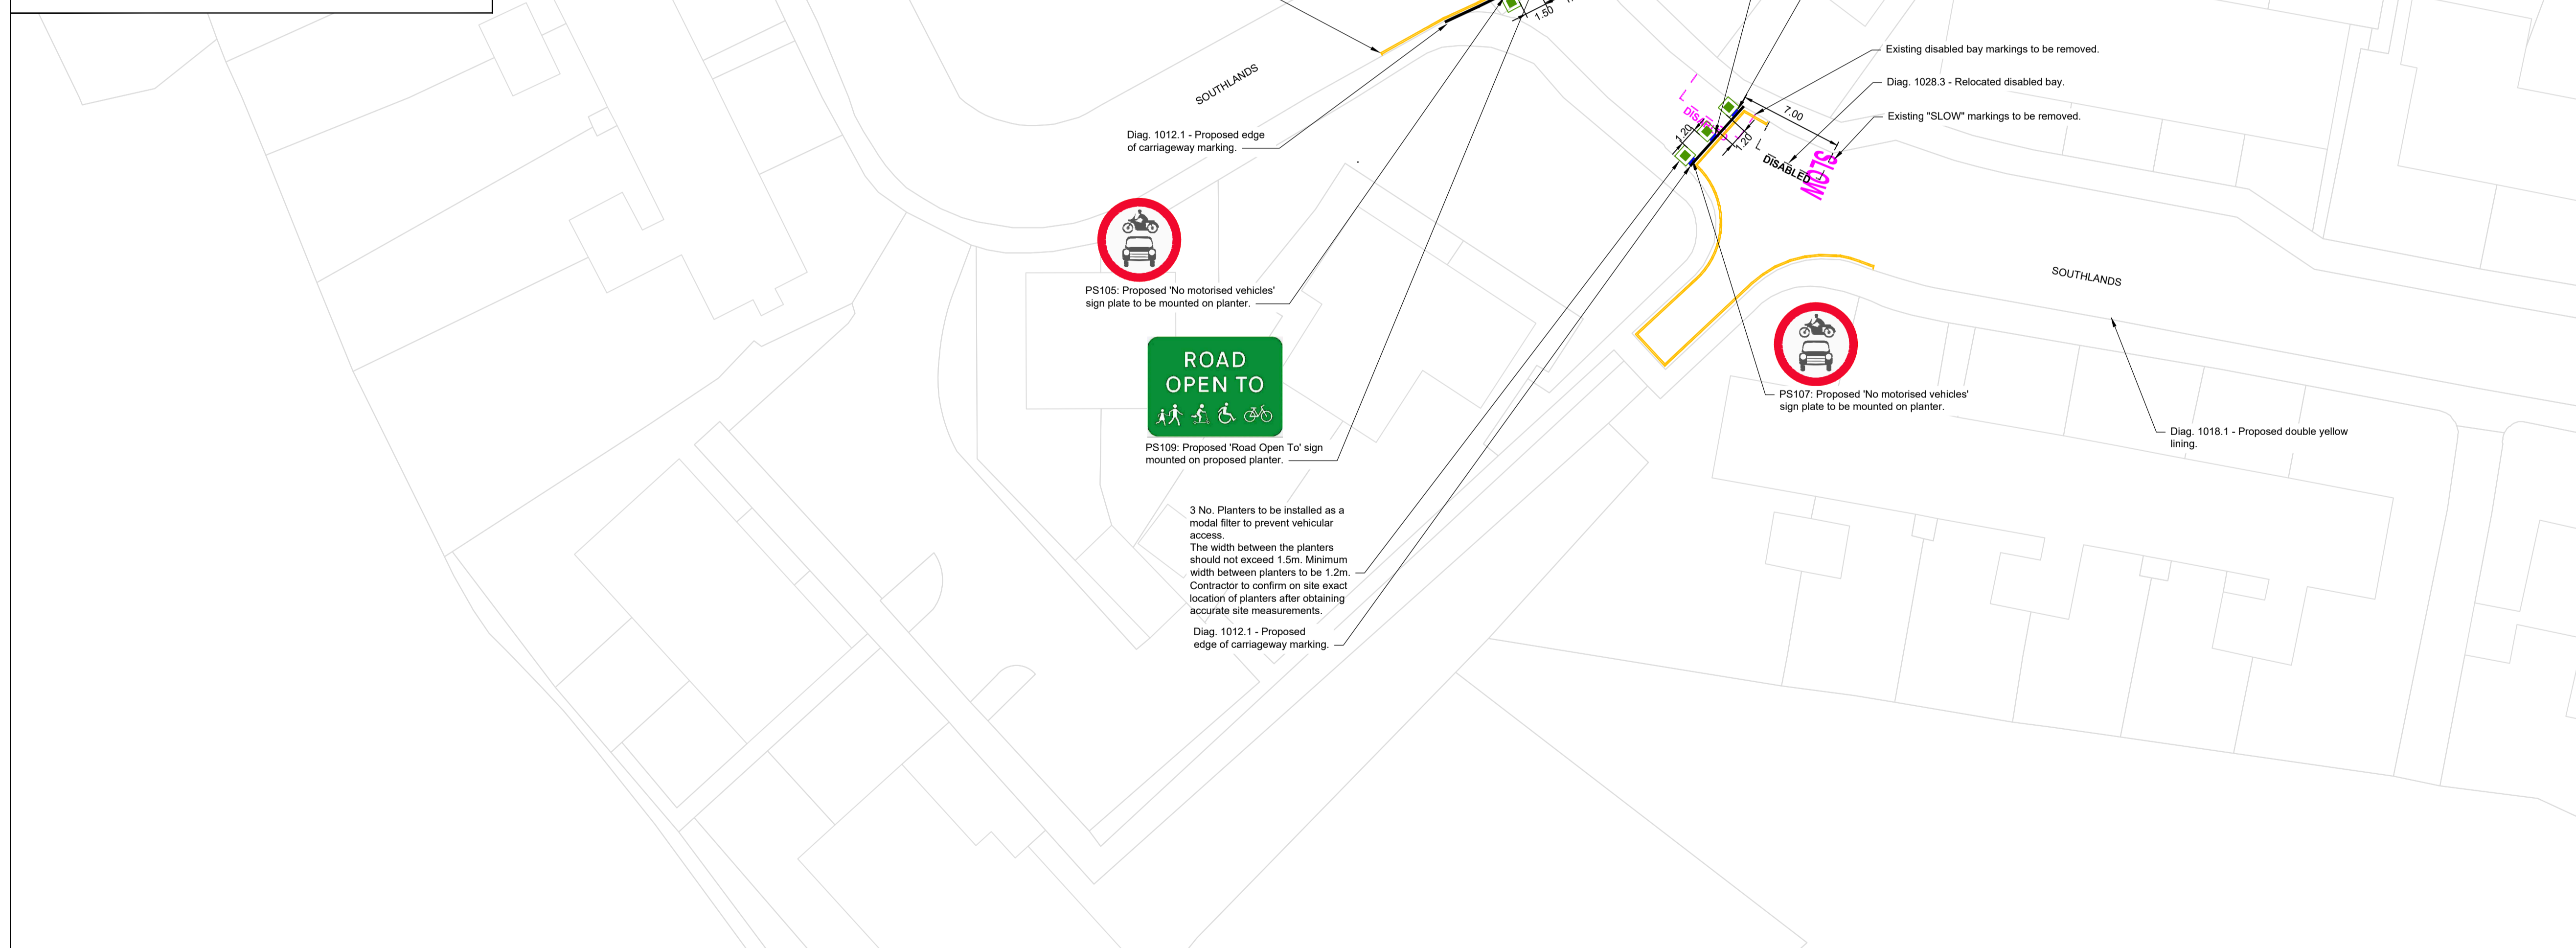 1.50
SOUTHLANDS
Existing disabled bay markings to be removed.
Diag. 1028.3 - Relocated disabled bay.
7.00
Existing "SLOW" markings to be removed.
1.20
1.20
DISABLED
SLOW
Diag. 1012.1 - Proposed edge
of carriageway marking.
PS105: Proposed 'No motorised vehicles'
sign plate to be mounted on planter.
SOUTHLANDS
ROAD
OPEN TO
PS107: Proposed 'No motorised vehicles'
sign plate to be mounted on planter.
Diag. 1018.1 - Proposed double yellow
lining.
PS109: Proposed 'Road Open To' sign
mounted on proposed planter.
3 No. Planters to be installed as a
modal filter to prevent vehicular
access.
The width between the planters
should not exceed 1.5m. Minimum
width between planters to be 1.2m.
Contractor to confirm on site exact
location of planters after obtaining
accurate site measurements.
Diag. 1012.1 - Proposed
edge of carriageway marking.